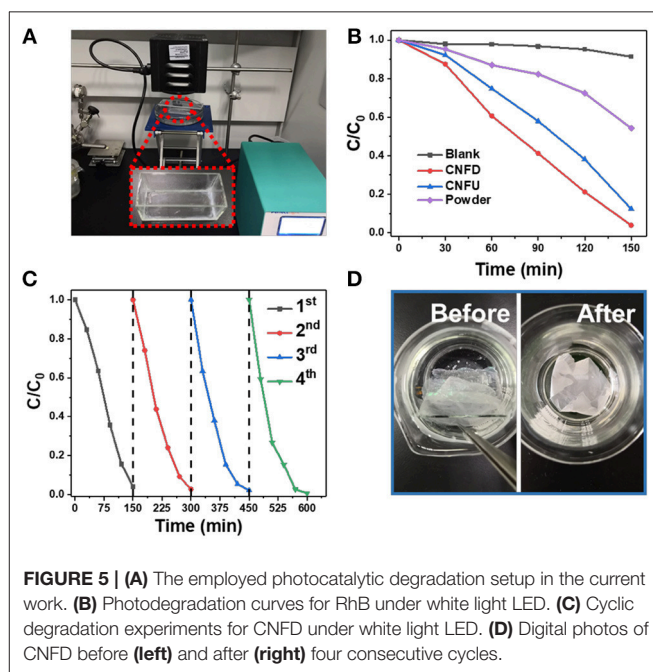 A
B
1.0
0.8
0.6
0.4
0.2
0.0
C/C₀
Blank
CNFD
CNFU
Powder
0 30 60 90 120 150
Time (min)
C
1.0
0.8
0.6
0.4
0.2
0.0
C/C₀
1st
2nd
3rd
4th
0 75 150 225 300 375 450 525 600
Time (min)
D
Before
After
FIGURE 5 | (A) The employed photocatalytic degradation setup in the current
work. (B) Photodegradation curves for RhB under white light LED. (C) Cyclic
degradation experiments for CNFD under white light LED. (D) Digital photos of
CNFD before (left) and after (right) four consecutive cycles.